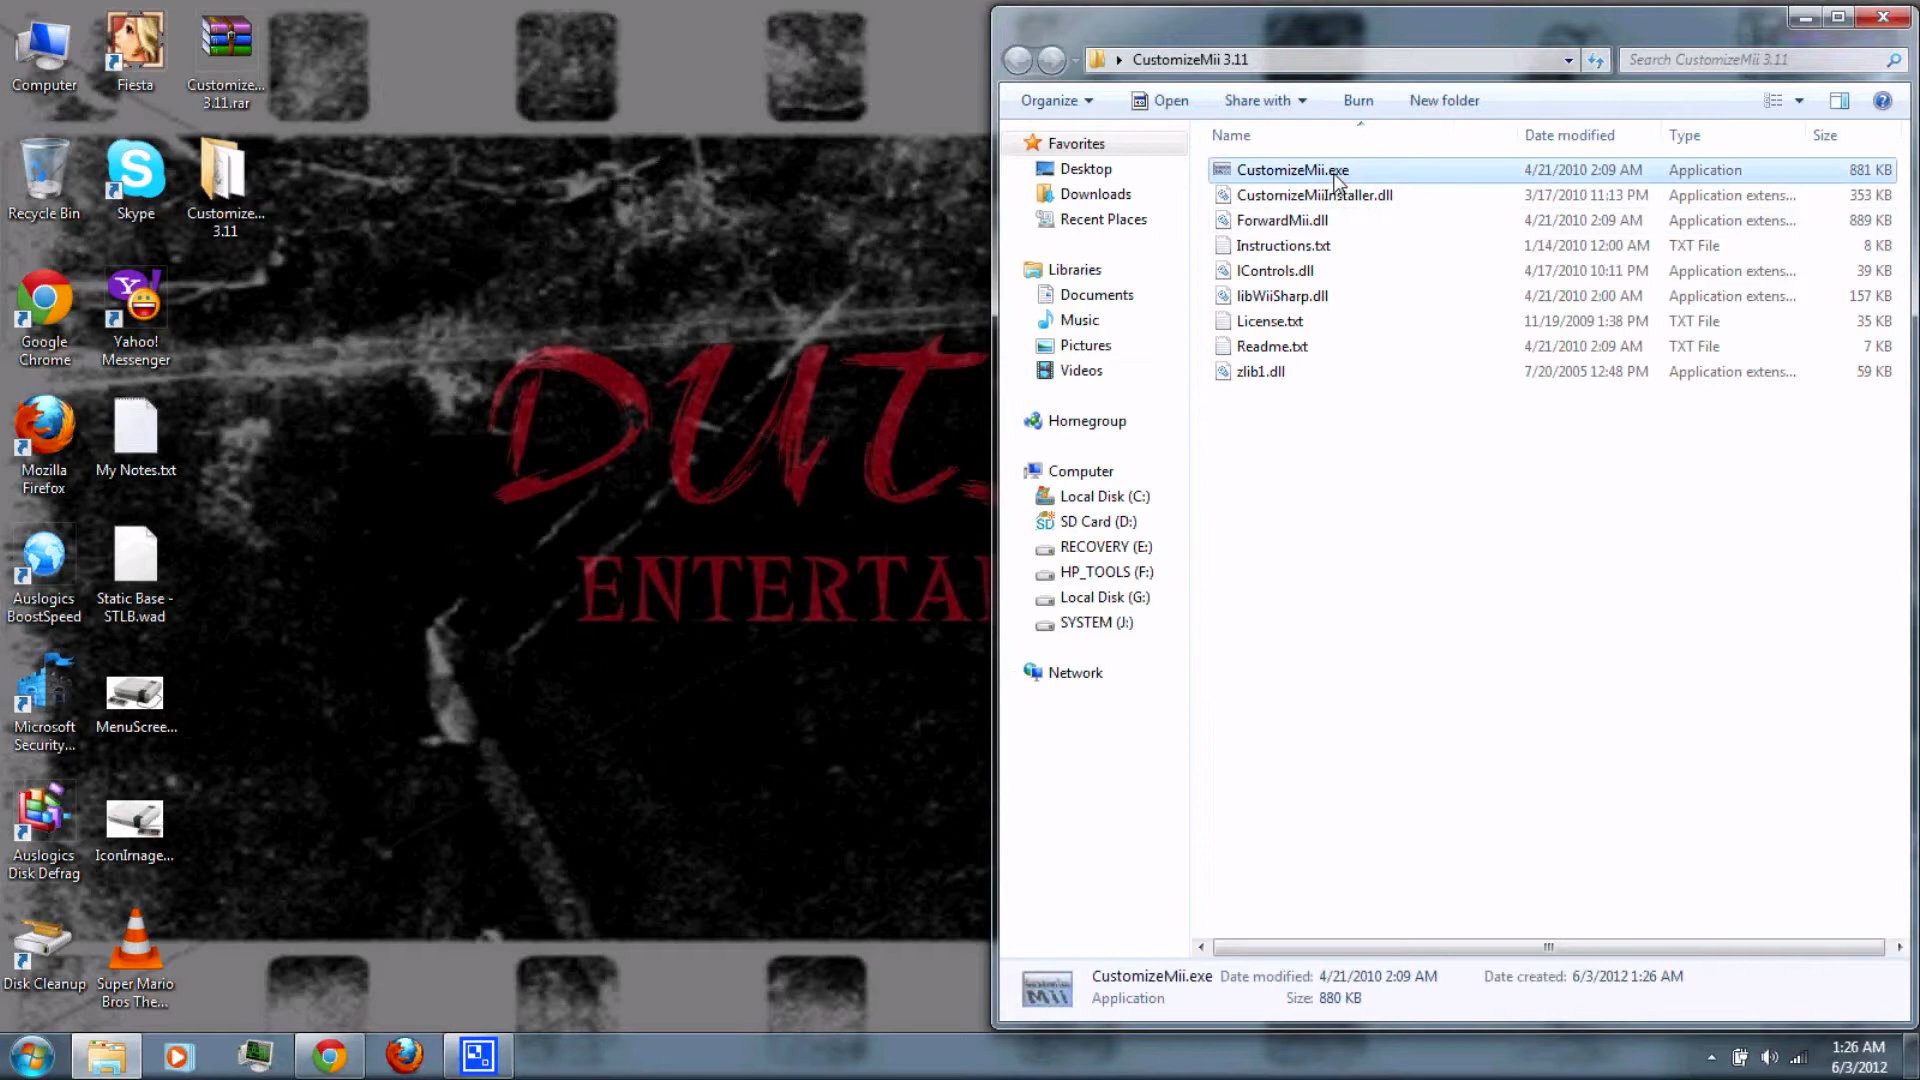 Computer
Fiesta
Customize...
3.11.rar
Recycle Bin
Skype
Customize...
3.11
Google
Chrome
Yahoo!
Messenger
Mozilla
Firefox
My Notes.txt
Auslogics
BoostSpeed
Static Base -
STLB.wad
Microsoft
Security...
MenuScree...
Auslogics
Disk Defrag
IconImage...
Disk Cleanup
Super Mario
Bros The...
DUT
ENTERTA
CustomizeMii 3.11
Search CustomizeMii 3.11
Organize Open Share with Burn New folder
Favorites
Desktop
Downloads
Recent Places
Libraries
Documents
Music
Pictures
Videos
Homegroup
Computer
Local Disk (C:)
SD Card (D:)
RECOVERY (E:)
HP_TOOLS (F:)
Local Disk (G:)
SYSTEM (J:)
Network
Name Date modified Type Size
CustomizeMii.exe 4/21/2010 2:09 AM Application 881 KB
CustomizeMiiInstaller.dll 3/17/2010 11:13 PM Application extens... 353 KB
ForwardMii.dll 4/21/2010 2:09 AM Application extens... 889 KB
Instructions.txt 1/14/2010 12:00 AM TXT File 8 KB
IControls.dll 4/17/2010 10:11 PM Application extens... 39 KB
libWiiSharp.dll 4/21/2010 2:00 AM Application extens... 157 KB
License.txt 11/19/2009 1:38 PM TXT File 35 KB
Readme.txt 4/21/2010 2:09 AM TXT File 7 KB
zlib1.dll 7/20/2005 12:48 PM Application extens... 59 KB
CustomizeMii.exe Date modified: 4/21/2010 2:09 AM Date created: 6/3/2012 1:26 AM
Application Size: 880 KB
1:26 AM
6/3/2012